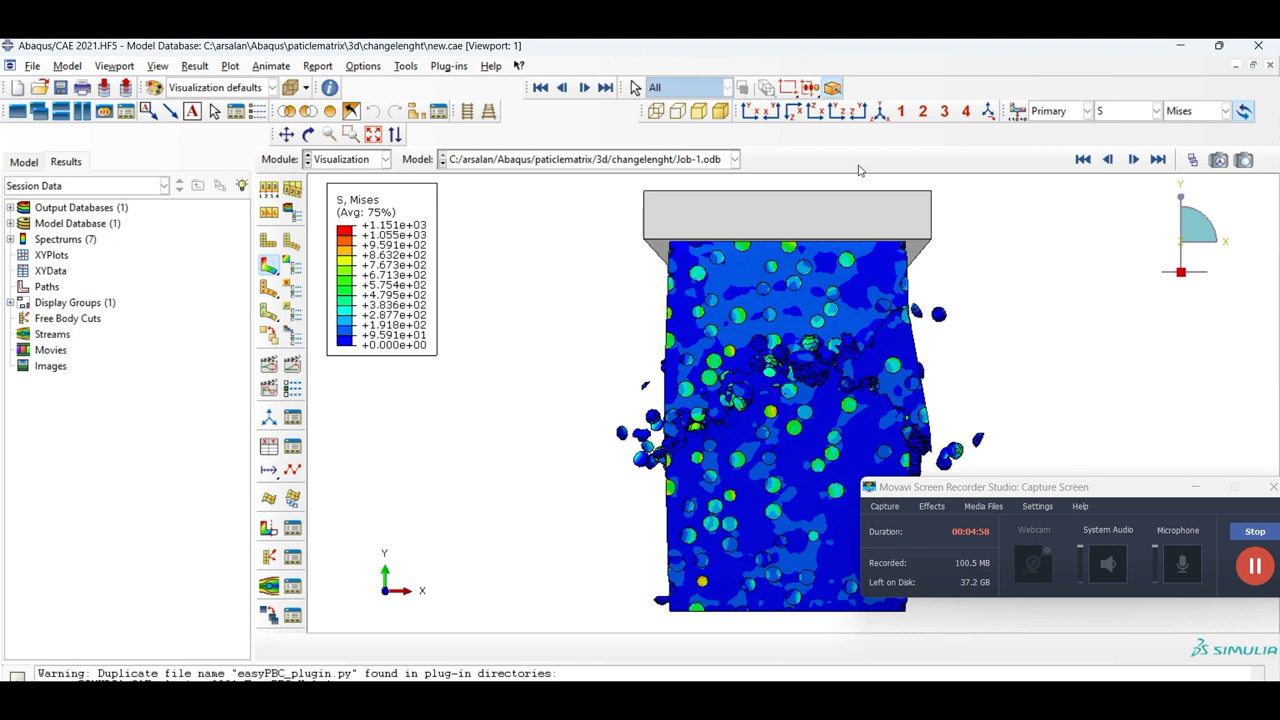 Abaqus/CAE 2021.HF5 - Model Database: C:\arsalan\Abaqus\paticlematrix\3d\changelenght\new.cae [Viewport: 1]
File Model Viewport View Result Plot Animate Report Options Tools Plug-ins Help
Visualization defaults All
1 2 3 4 Primary S Mises
Module: Visualization Model: C:/arsalan/Abaqus/paticlematrix/3d/changelenght/Job-1.odb
Model Results
Session Data
Output Databases (1)
Model Database (1)
Spectrums (7)
XYPlots
XYData
Paths
Display Groups (1)
Free Body Cuts
Streams
Movies
Images
S, Mises
(Avg: 75%)
+1.151e+03
+1.055e+03
+9.591e+02
+8.632e+02
+7.673e+02
+6.713e+02
+5.754e+02
+4.795e+02
+3.836e+02
+2.877e+02
+1.918e+02
+9.591e+01
+0.000e+00
Y
Z X
Y
X
Movavi Screen Recorder Studio: Capture Screen
Capture Effects Media Files Settings Help
Duration: 00:04:58
Webcam System Audio Microphone
Stop
Recorded: 100.5 MB
Left on Disk: 37.2 GB
SIMULIA
Warning: Duplicate file name "easyPBC_plugin.py" found in plug-in directories: